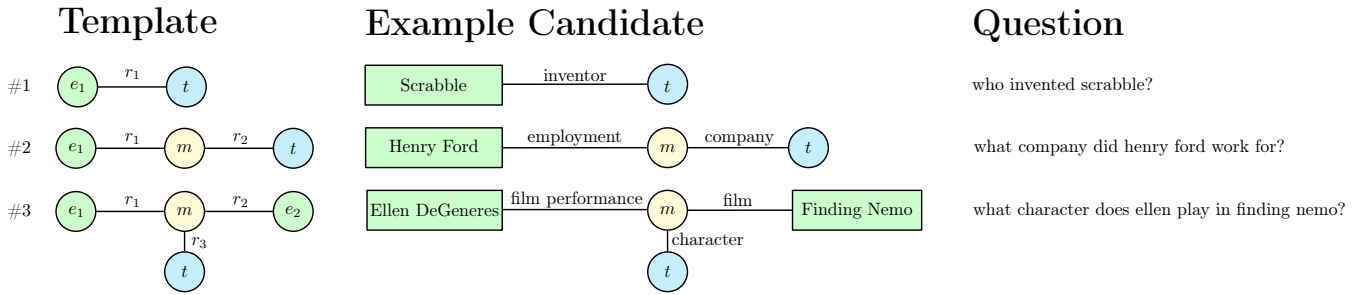 Template Example Candidate Question
#1 e1 r1 t Scrabble inventor t who invented scrabble?
#2 e1 r1 m r2 t Henry Ford employment m company t what company did henry ford work for?
#3 e1 r1 m r2 e2 Ellen DeGeneres film performance m film Finding Nemo what character does ellen play in finding nemo?
r3 character
t t